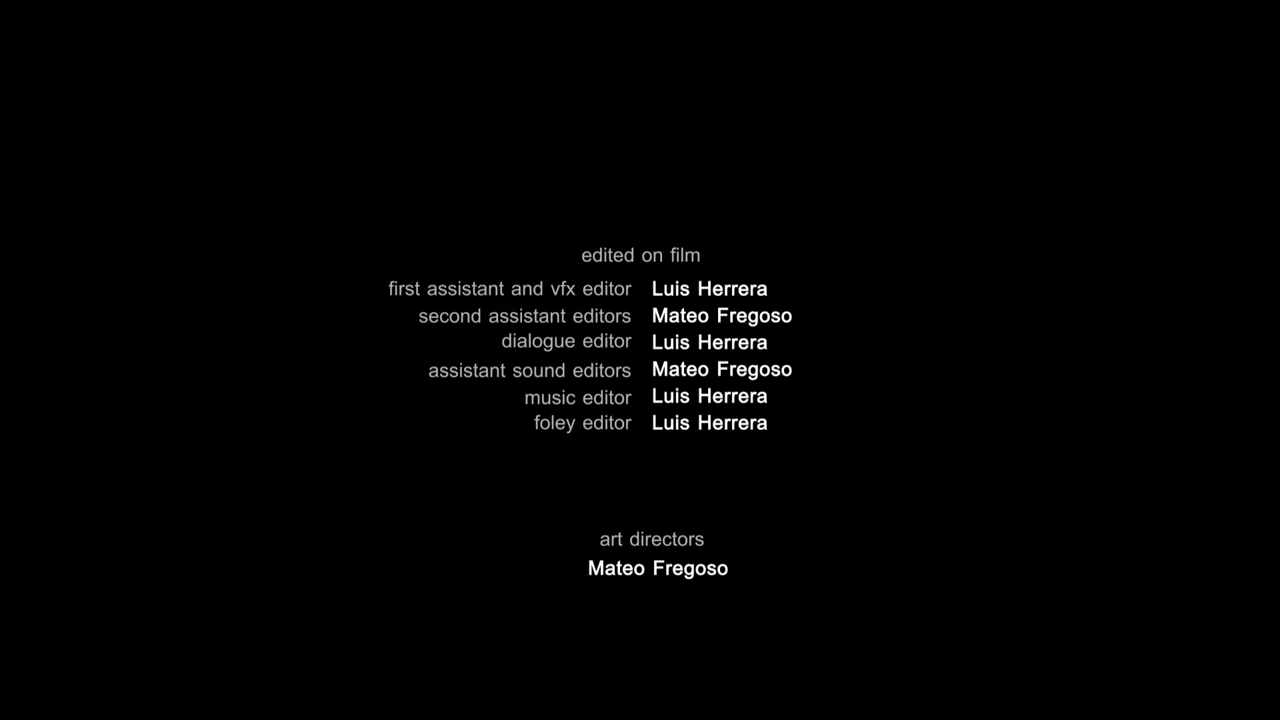 edited on film
first assistant and vfx editor Luis Herrera
second assistant editors Mateo Fregoso
dialogue editor Luis Herrera
assistant sound editors Mateo Fregoso
music editor Luis Herrera
foley editor Luis Herrera
art directors
Mateo Fregoso